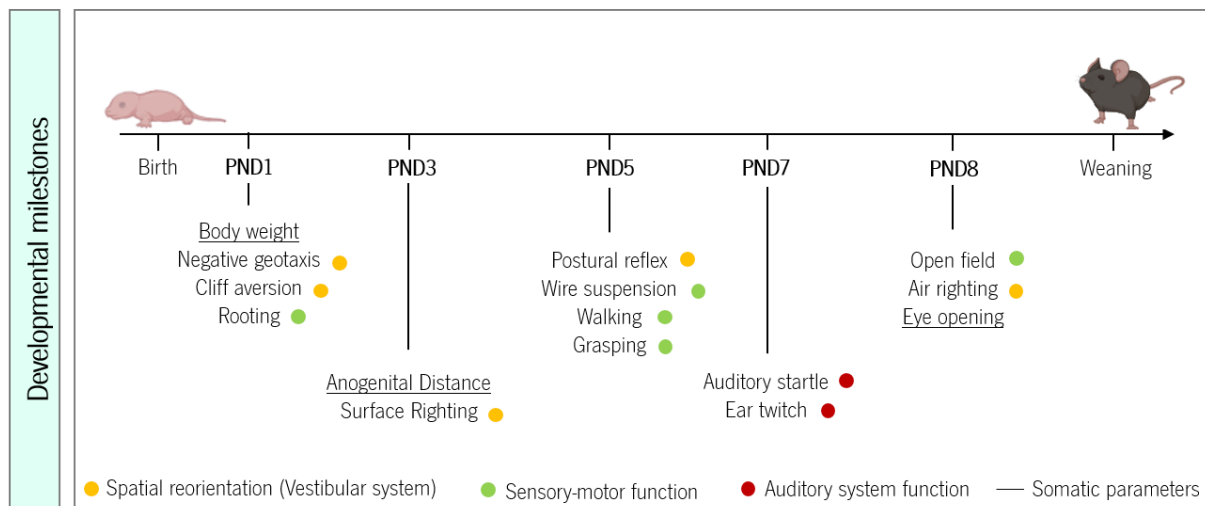 Developmental milestones
Birth
PND1
PND3
PND5
PND7
PND8
Weaning
Body weight
Negative geotaxis
Cliff aversion
Rooting
Anogenital Distance
Surface Righting
Postural reflex
Wire suspension
Walking
Grasping
Auditory startle
Ear twitch
Open field
Air righting
Eye opening
Spatial reorientation (Vestibular system)
Sensory-motor function
Auditory system function
Somatic parameters